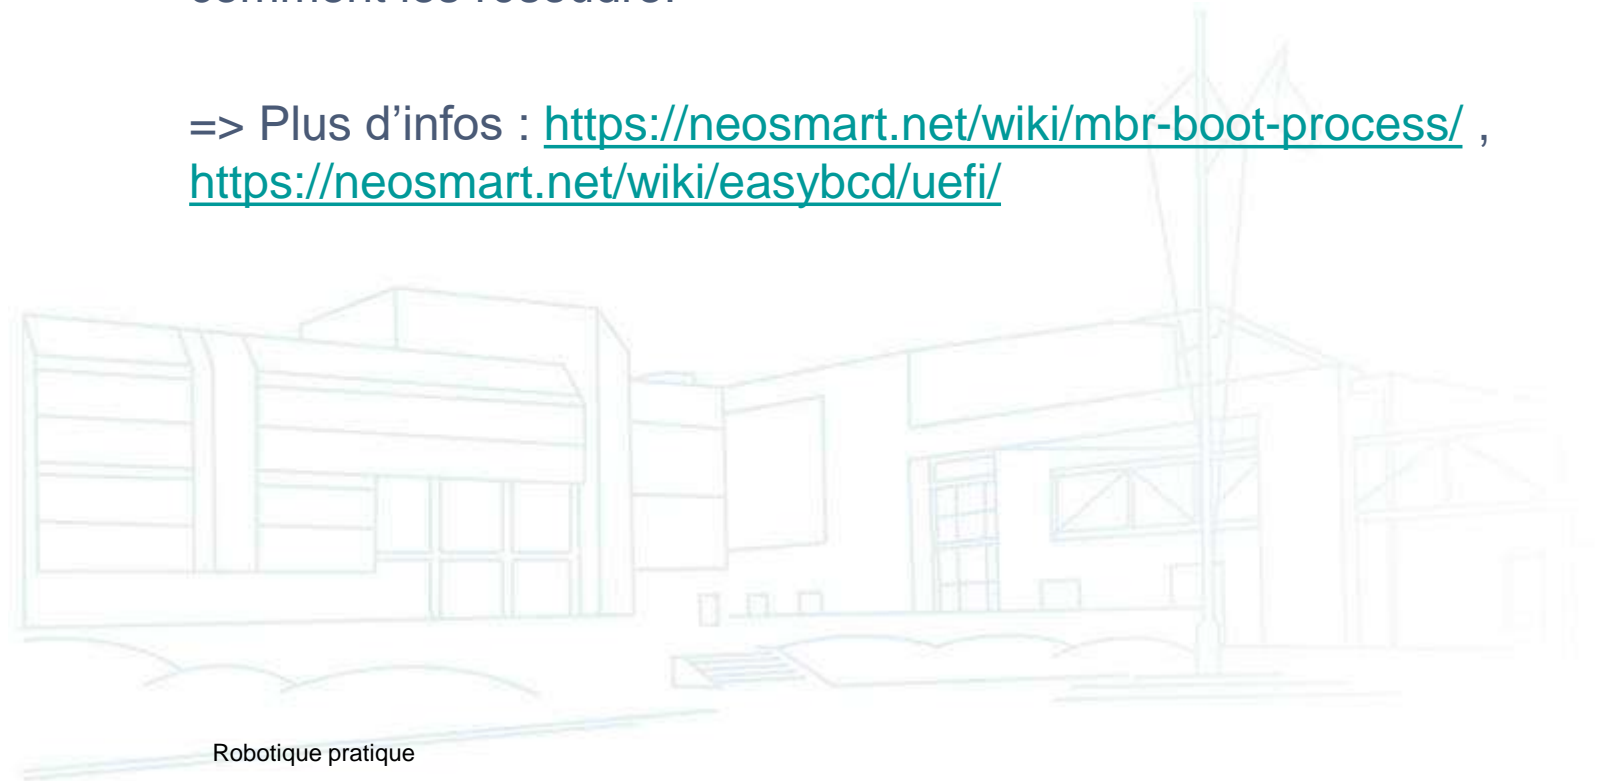 => Plus d’infos : https://neosmart.net/wiki/mbr-boot-process/ ,
https://neosmart.net/wiki/easybcd/uefi/
Robotique pratique